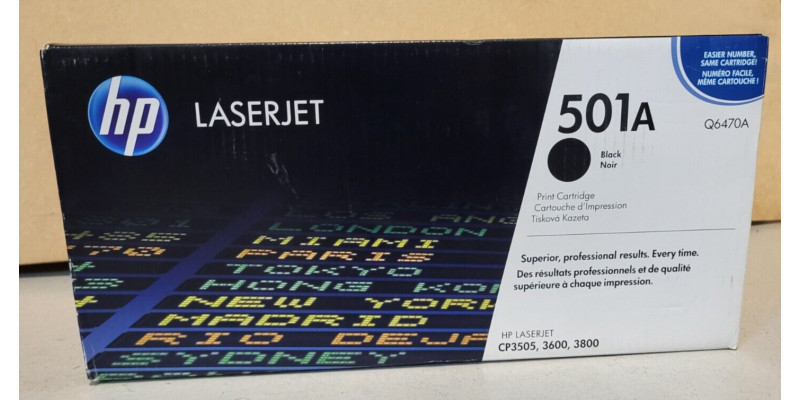 hp
LASERJET
EASIER NUMBER,
SAME CARTRIDGE!
NUMÉRO FACILE,
MÊME CARTOUCHE !
501A
Q6470A
Black
Noir
Print Cartridge
Cartouche d'Impression
Tisková Kazeta
Superior, professional results. Every time.
Des résultats professionnels et de qualité
supérieure à chaque impression.
HP LASERJET
CP3505, 3600, 3800
LONDON
MIAMI
PARIS
TOKYO
HONG KON
NEW YORK
MADRID
RIO DEJA
SYDNEY